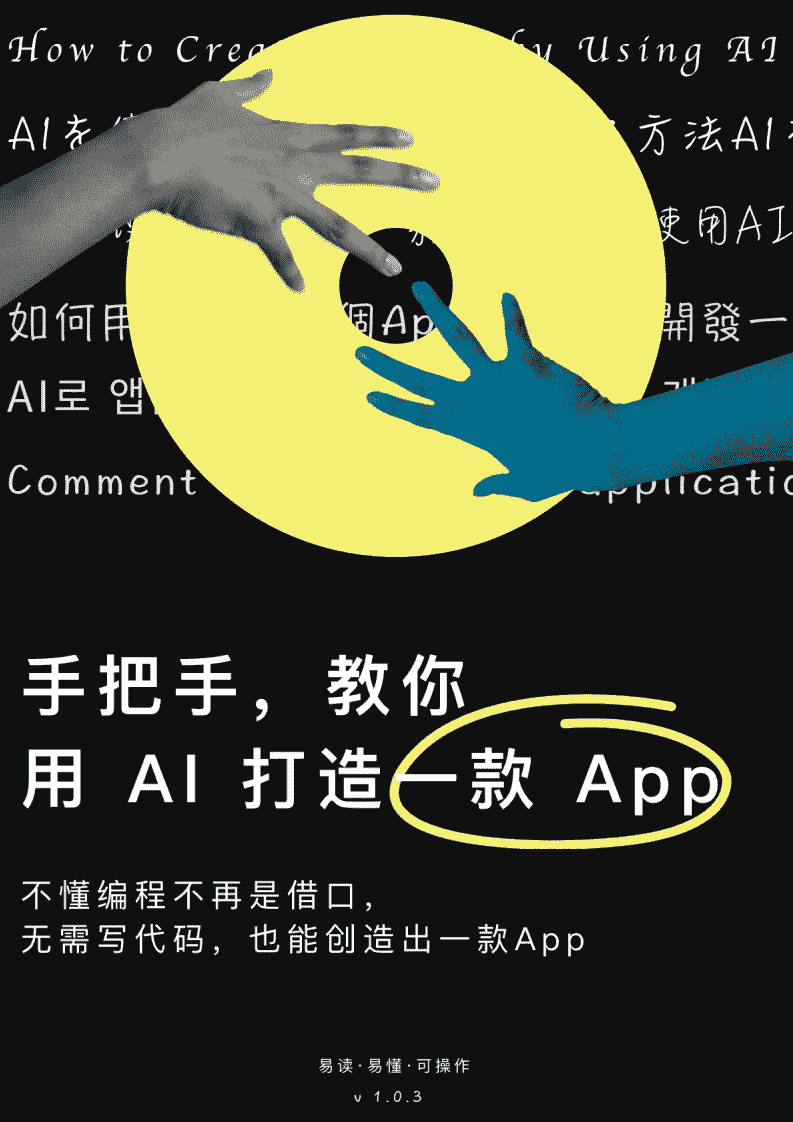 How to by Using AI
AIを 方法AI
使用AI
如何用 個Ap 開發一
AI로 앱
Comment applicatio
手把手，教你
用 AI 打造一款 App
不懂编程不再是借口，
无需写代码，也能创造出一款App
易读·易懂·可操作
v 1.0.3